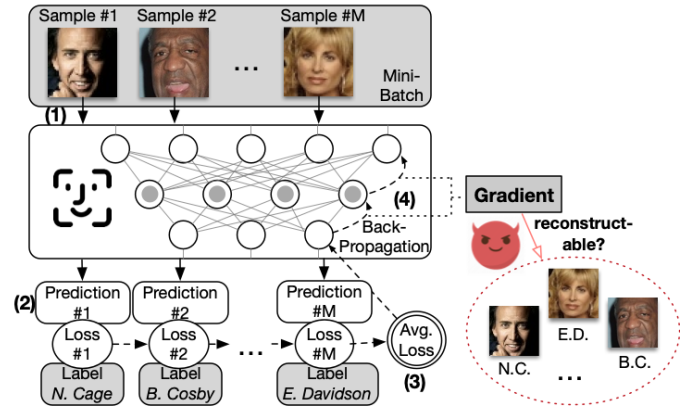 Sample #1
Sample #2
Sample #M
...
Mini-
Batch
(1)
(4)
Back-
Propagation
Gradient
reconstruct-
able?
(2)
Prediction
#1
Prediction
#2
Prediction
#M
Loss
#1
Loss
#2
...
Loss
#M
Avg.
Loss
(3)
Label
N. Cage
Label
B. Cosby
Label
E. Davidson
E.D.
N.C.
B.C.
...